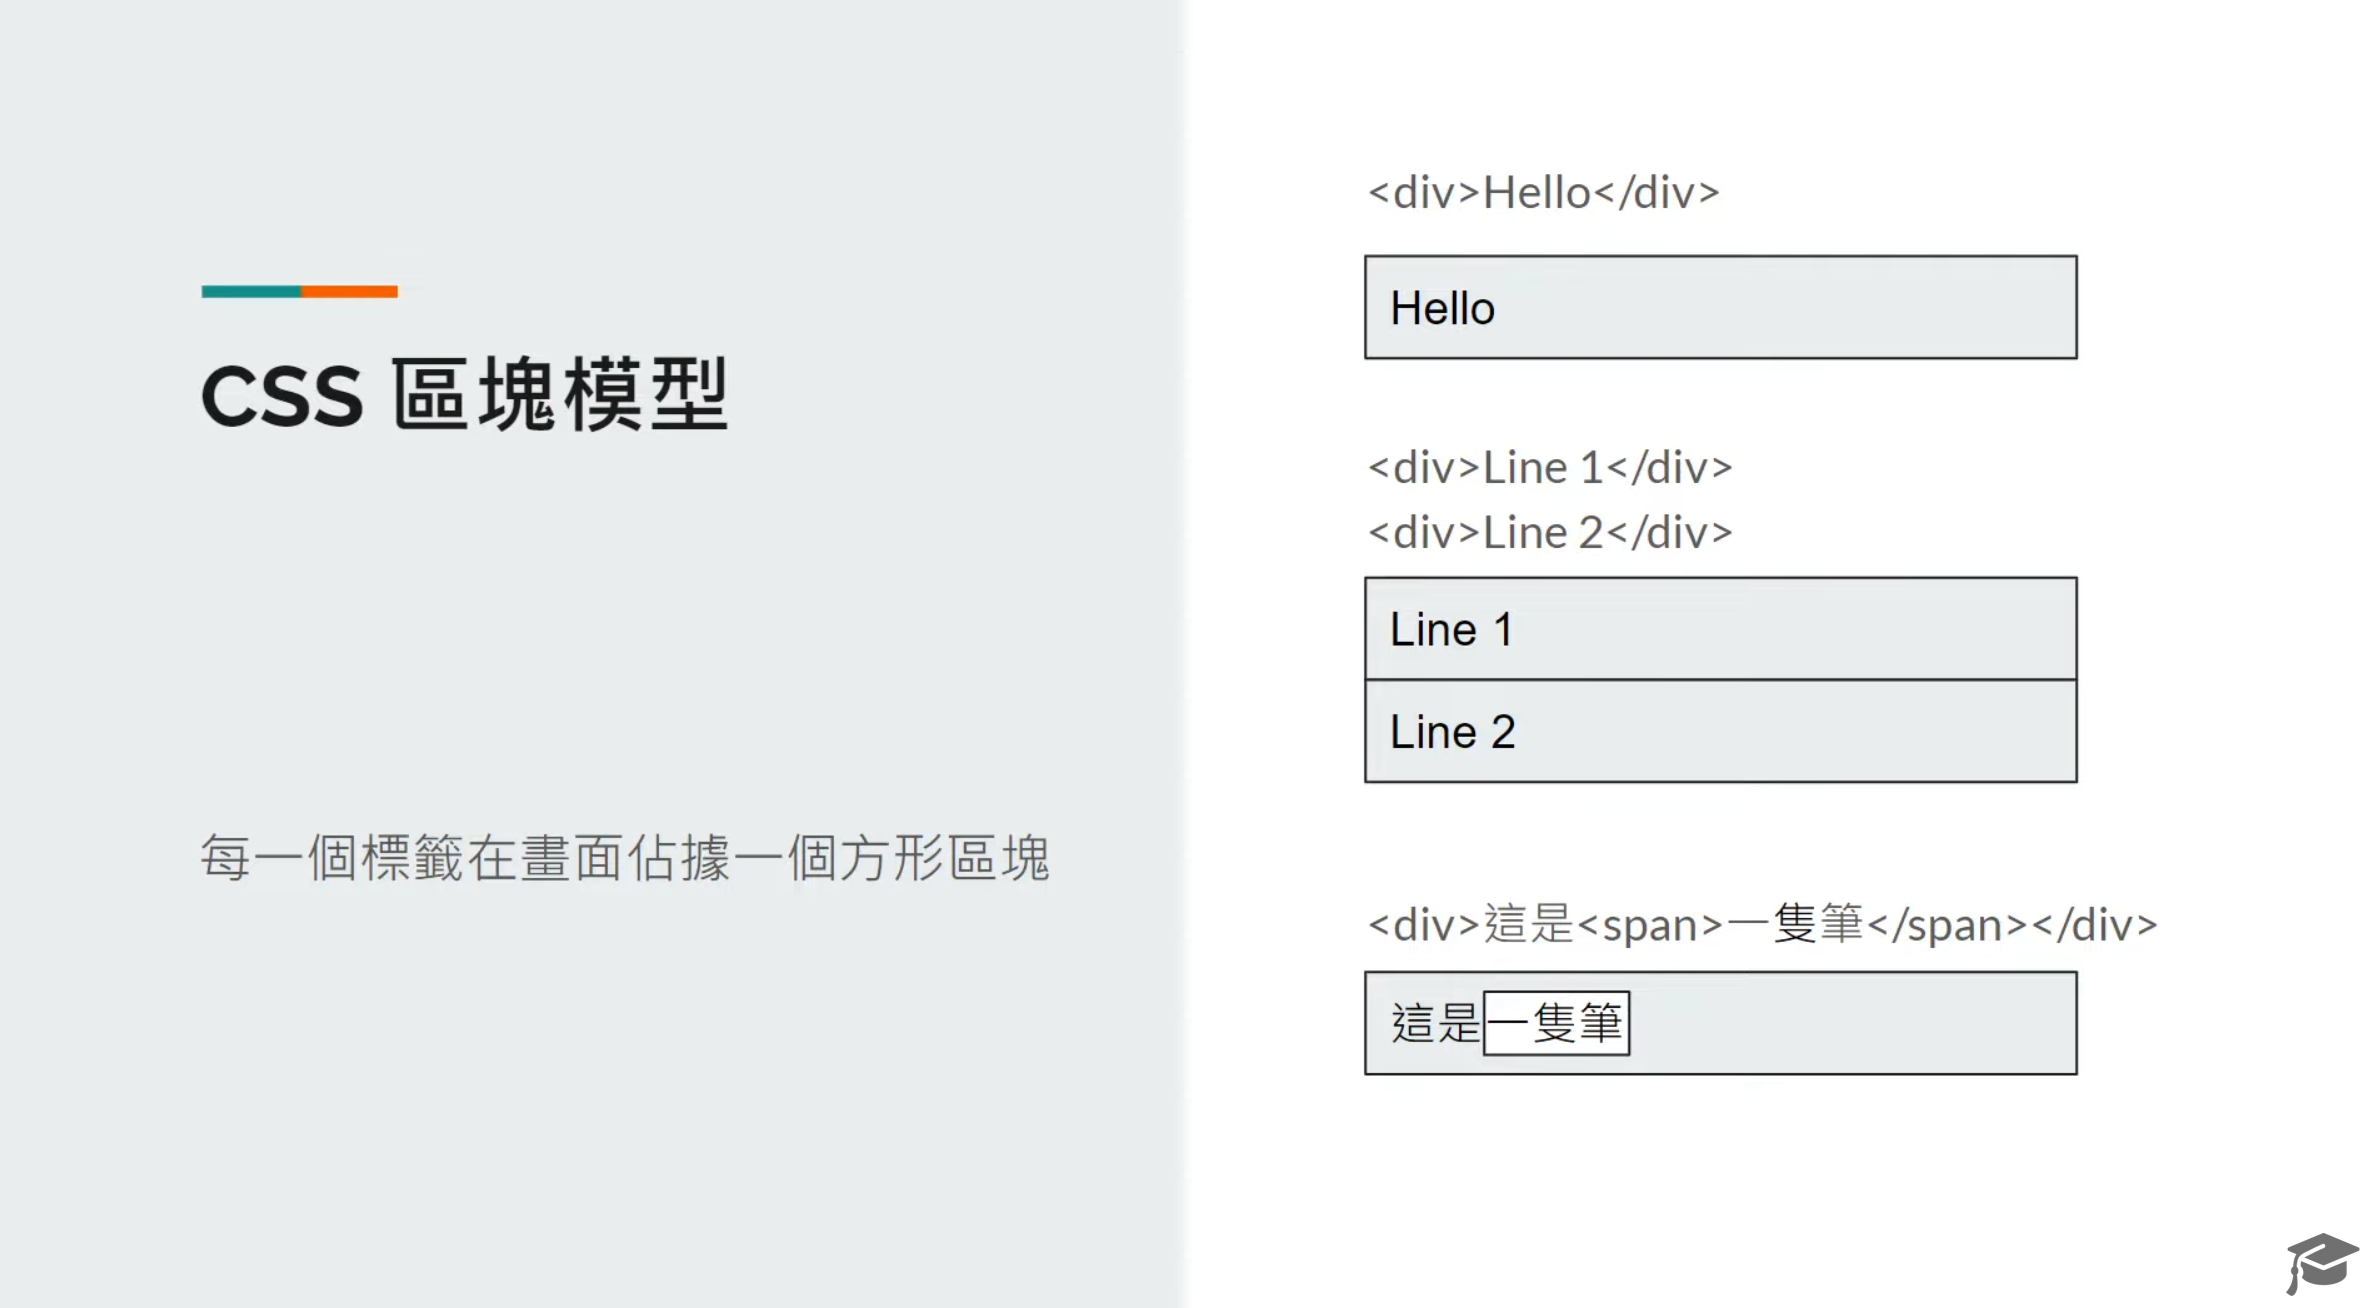 CSS 區塊模型
每一個標籤在畫面佔據一個方形區塊
<div>Hello</div>
Hello
<div>Line 1</div>
<div>Line 2</div>
Line 1
Line 2
<div>這是<span>一隻筆</span></div>
這是一隻筆